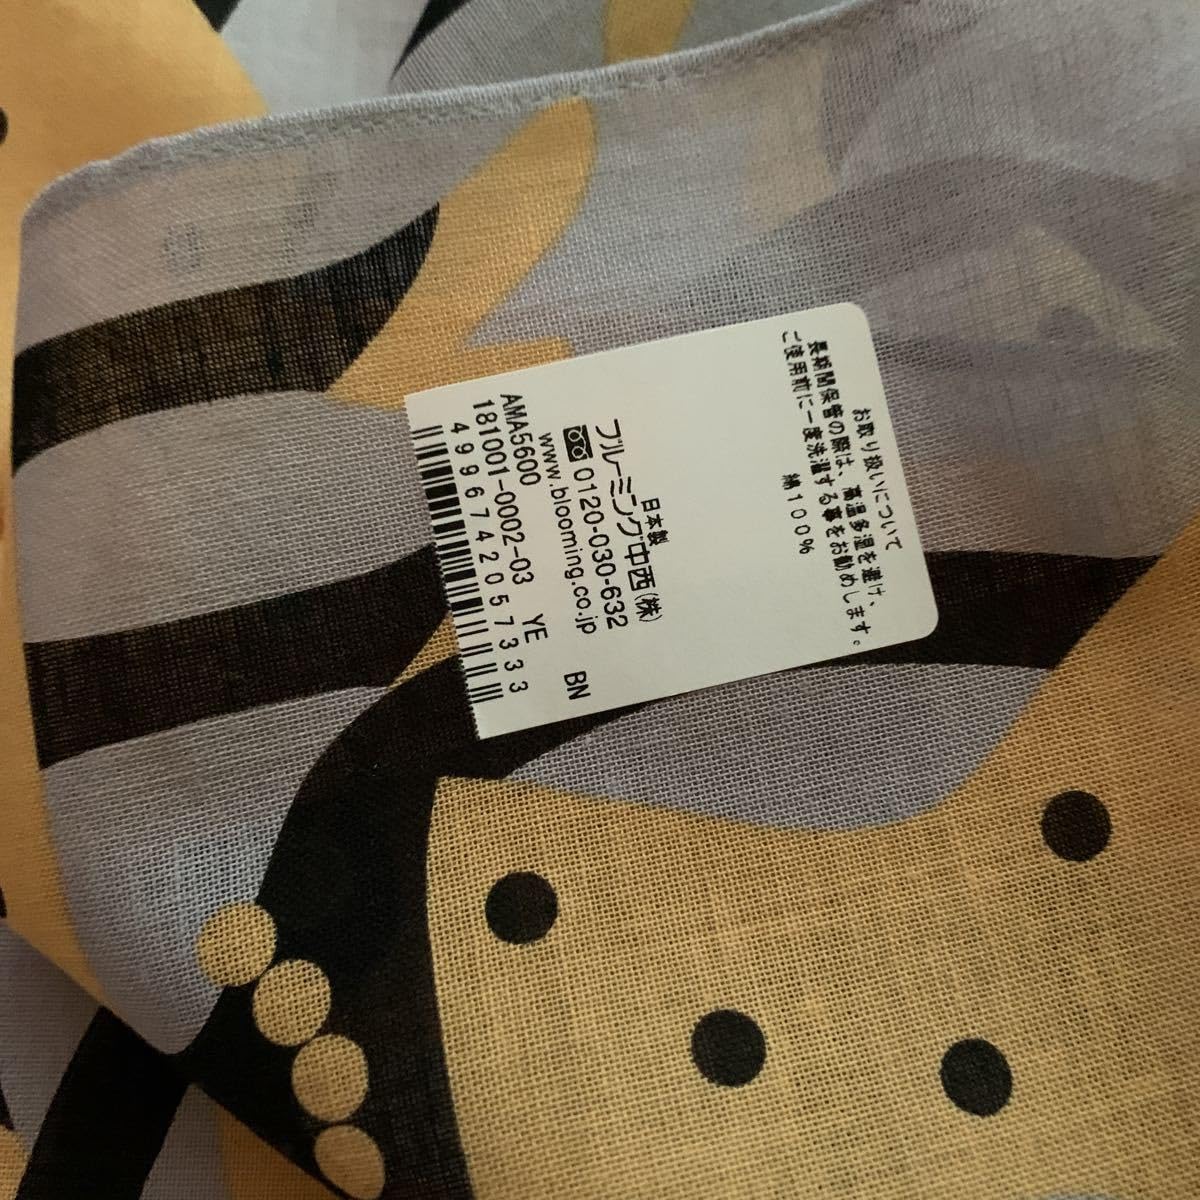 お取り扱いについて
長期間保管の際は、高温多湿を避け、
ご使用前に一度洗濯する事をお勧めします。
綿100%
日本製
ブルーミング中西(株)
0120-030-632
www.blooming.co.jp
BN
AMA5600
181001-0002-03 YE
4996742057333